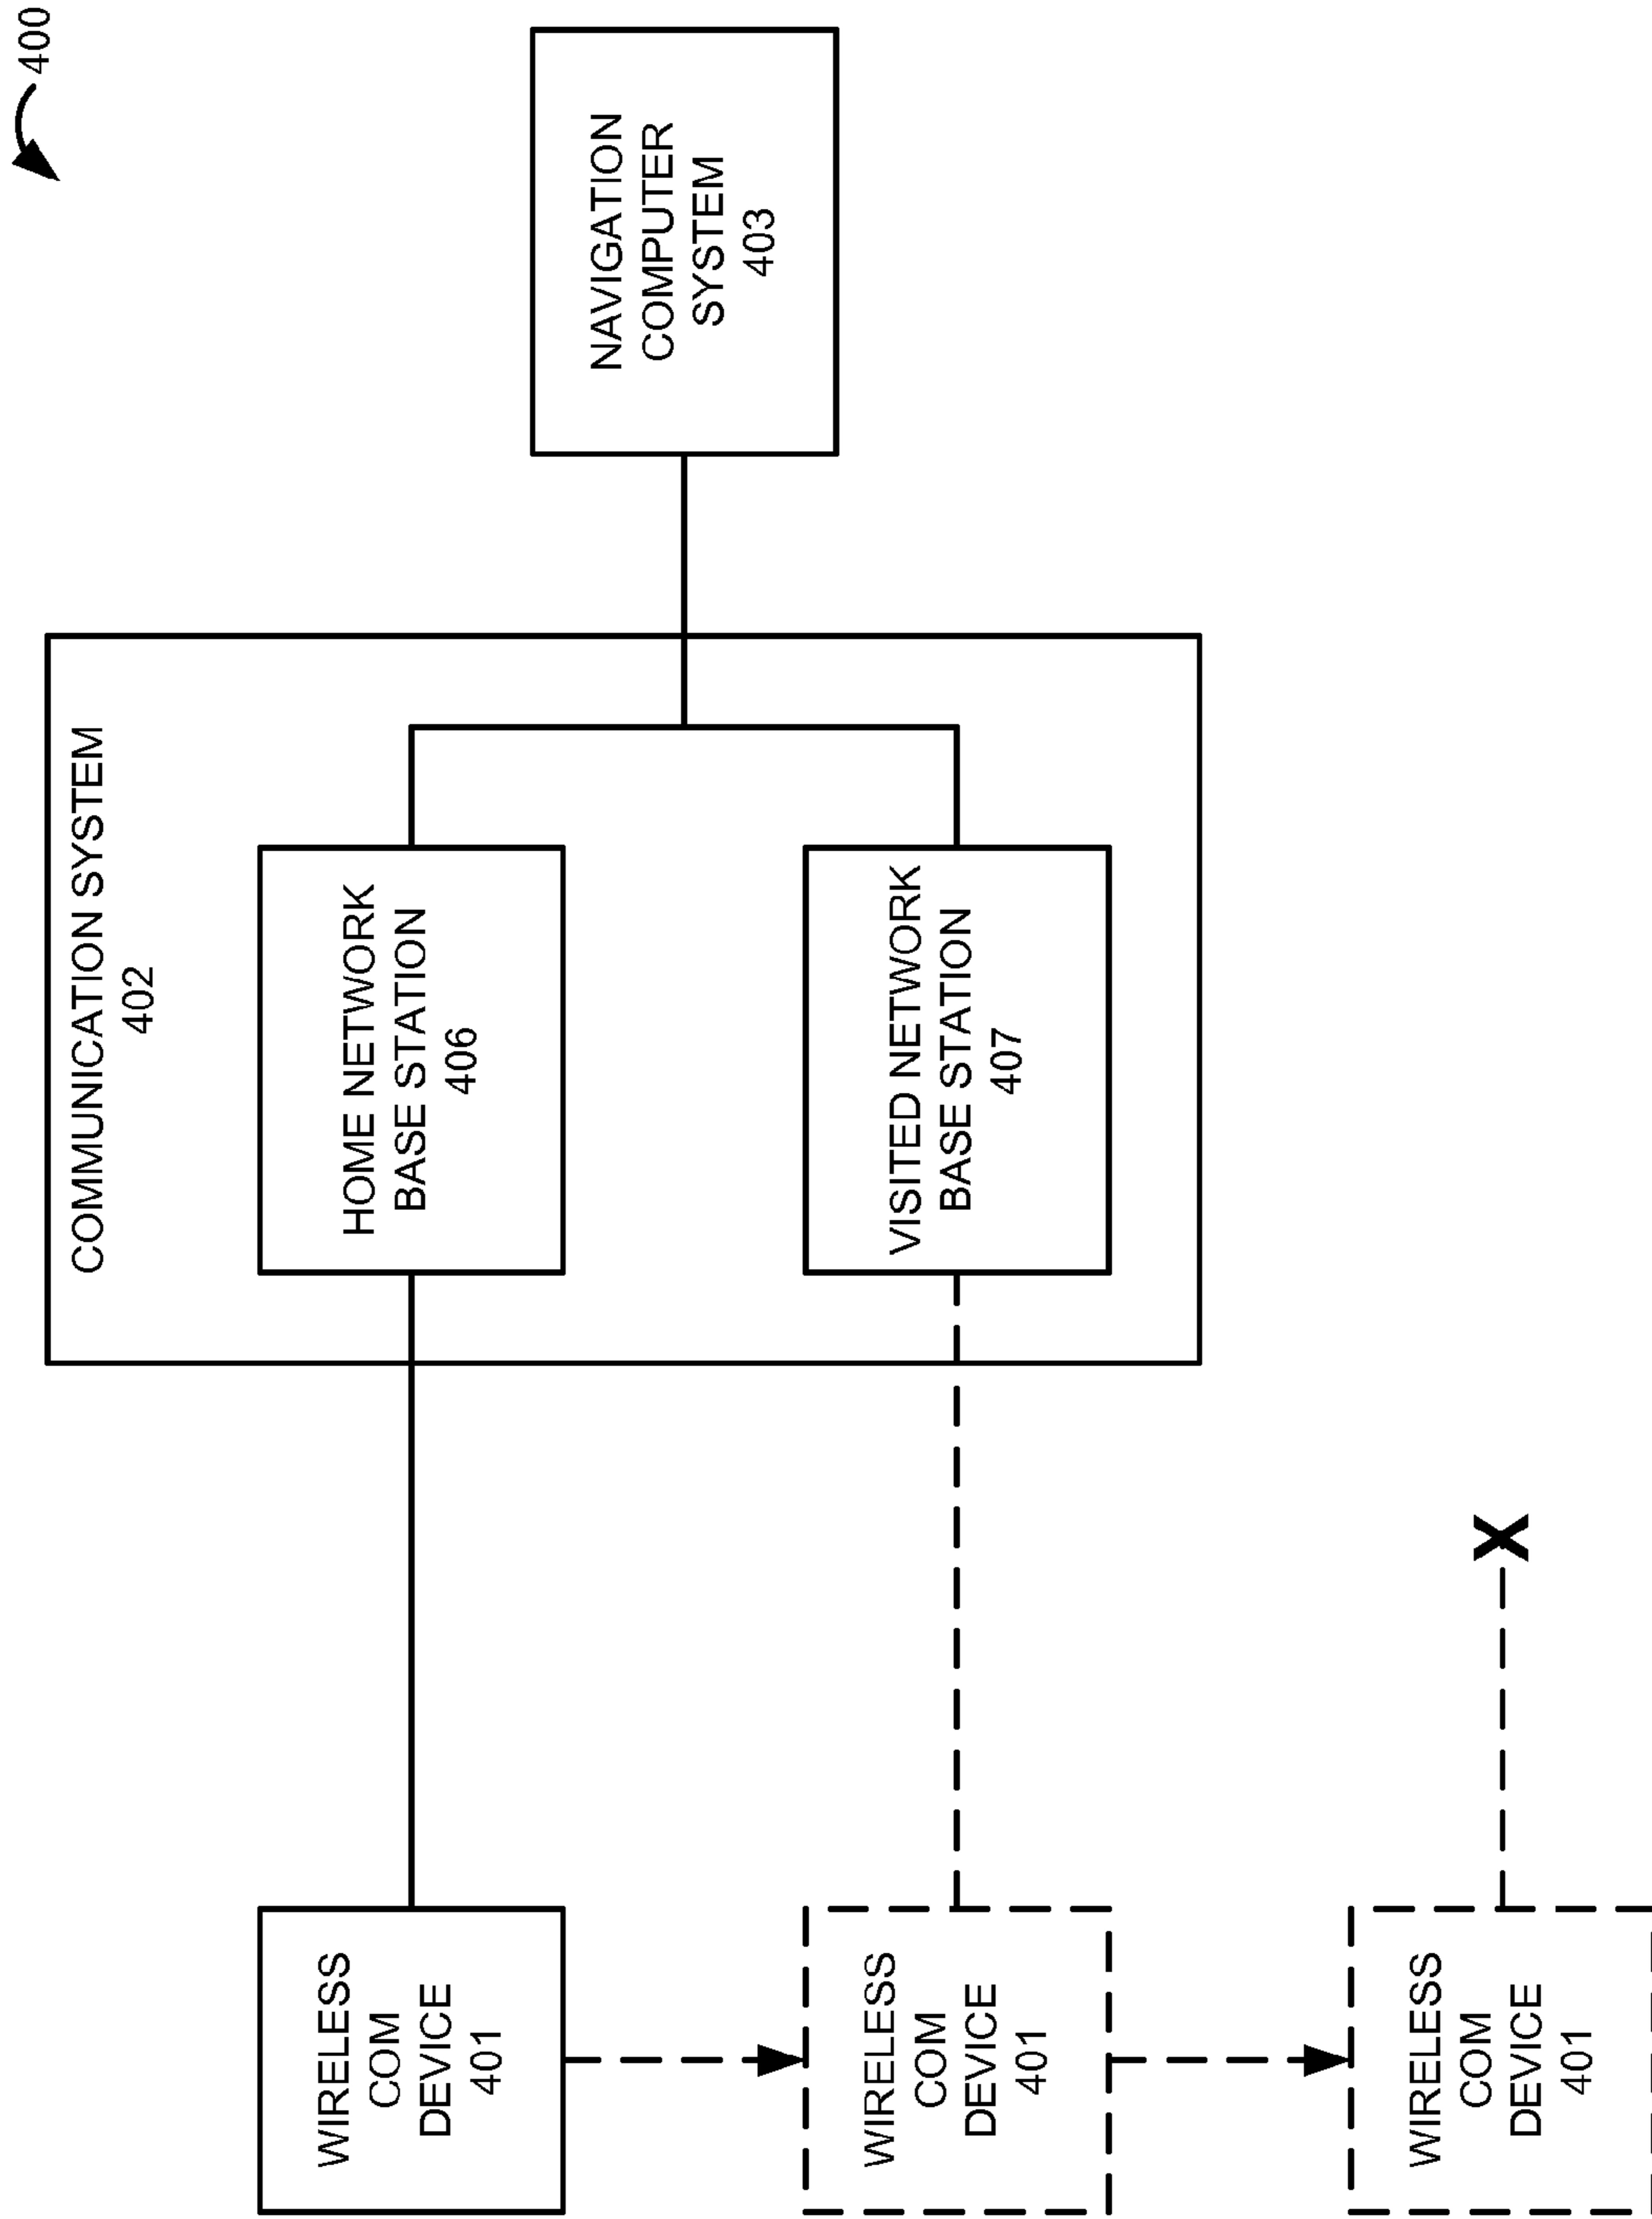 400
COMMUNICATION SYSTEM
402
WIRELESS
COM
DEVICE
401
HOME NETWORK
BASE STATION
406
NAVIGATION
COMPUTER
SYSTEM
403
WIRELESS
COM
DEVICE
401
VISITED NETWORK
BASE STATION
407
WIRELESS
COM
DEVICE
401
X